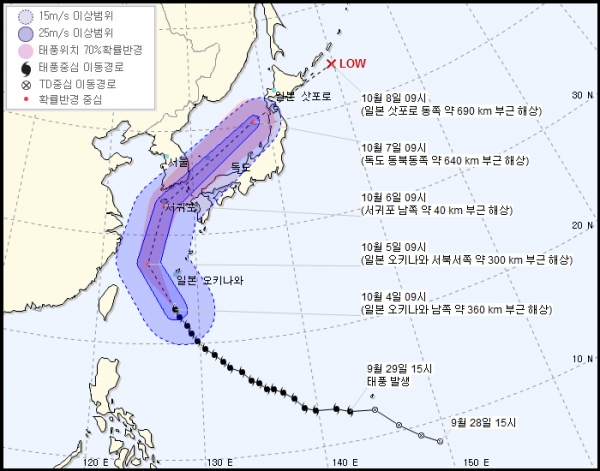 15m/s 이상범위
25m/s 이상범위
태풍위치 70%확률반경
태풍중심 이동경로
TD중심 이동경로
확률반경 중심
LOW
일본 삿포로
10월 8일 09시
(일본 삿포로 동쪽 약 690 km 부근 해상)
30 N
10월 7일 09시
(독도 동북동쪽 약 640 km 부근 해상)
서울
독도
10월 6일 09시
(서귀포 남쪽 약 40 km 부근 해상)
서귀포
20 N
10월 5일 09시
(일본 오키나와 서북서쪽 약 300 km 부근 해상)
일본 오키나와
10월 4일 09시
(일본 오키나와 남쪽 약 360 km 부근 해상)
10 N
9월 29일 15시
태풍 발생
9월 28일 15시
120 E
130 E
140 E
150 E